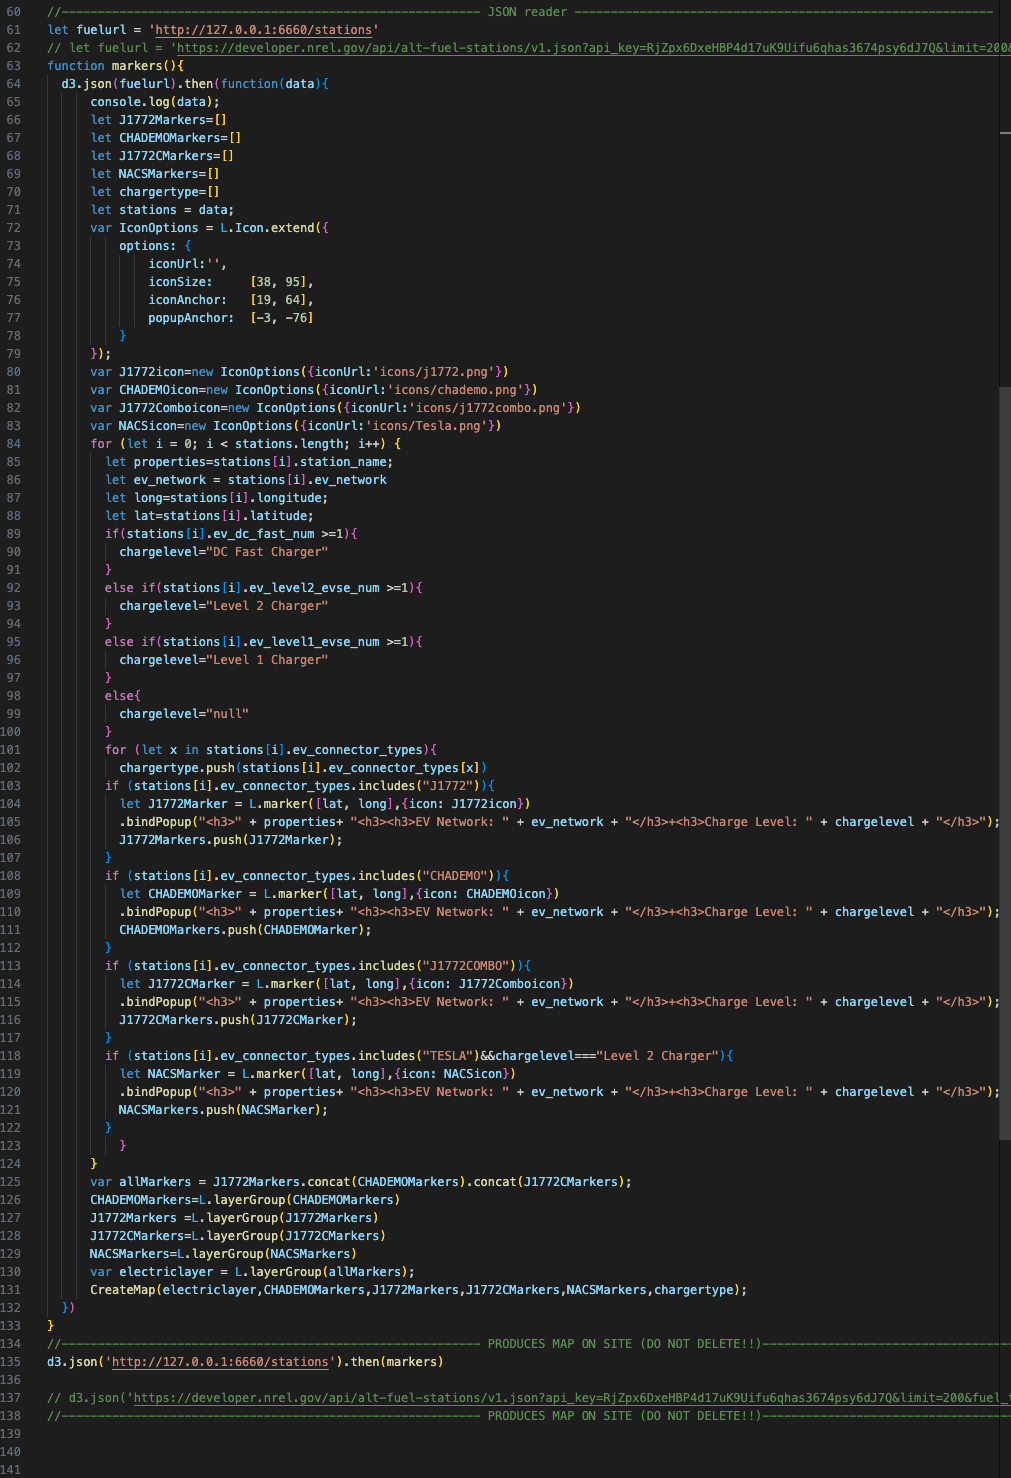 60 //---------------------------------------------------------- JSON reader ----------------------------------------------------------
61 let fuelurl = 'http://127.0.0.1:6660/stations'
62 // let fuelurl = 'https://developer.nrel.gov/api/alt-fuel-stations/v1.json?api_key=RjZpx6DxeHBP4d17uK9Uifu6qhas3674psy6dJ7Q&limit=200&
63 function markers(){
64 d3.json(fuelurl).then(function(data){
65 console.log(data);
66 let J1772Markers=[]
67 let CHADEMOMarkers=[]
68 let J1772CMarkers=[]
69 let NACSMarkers=[]
70 let chargertype=[]
71 let stations = data;
72 var IconOptions = L.Icon.extend({
73 options: {
74 iconUrl:'',
75 iconSize: [38, 95],
76 iconAnchor: [19, 64],
77 popupAnchor: [-3, -76]
78 }
79 });
80 var J1772icon=new IconOptions({iconUrl:'icons/j1772.png'})
81 var CHADEMOicon=new IconOptions({iconUrl:'icons/chademo.png'})
82 var J1772Comboicon=new IconOptions({iconUrl:'icons/j1772combo.png'})
83 var NACSicon=new IconOptions({iconUrl:'icons/Tesla.png'})
84 for (let i = 0; i < stations.length; i++) {
85 let properties=stations[i].station_name;
86 let ev_network = stations[i].ev_network
87 let long=stations[i].longitude;
88 let lat=stations[i].latitude;
89 if(stations[i].ev_dc_fast_num >=1){
90 chargelevel="DC Fast Charger"
91 }
92 else if(stations[i].ev_level2_evse_num >=1){
93 chargelevel="Level 2 Charger"
94 }
95 else if(stations[i].ev_level1_evse_num >=1){
96 chargelevel="Level 1 Charger"
97 }
98 else{
99 chargelevel="null"
100 }
101 for (let x in stations[i].ev_connector_types){
102 chargertype.push(stations[i].ev_connector_types[x])
103 if (stations[i].ev_connector_types.includes("J1772")){
104 let J1772Marker = L.marker([lat, long],{icon: J1772icon})
105 .bindPopup("<h3>" + properties+ "<h3><h3>EV Network: " + ev_network + "</h3>+<h3>Charge Level: " + chargelevel + "</h3>");
106 J1772Markers.push(J1772Marker);
107 }
108 if (stations[i].ev_connector_types.includes("CHADEMO")){
109 let CHADEMOMarker = L.marker([lat, long],{icon: CHADEMOicon})
110 .bindPopup("<h3>" + properties+ "<h3><h3>EV Network: " + ev_network + "</h3>+<h3>Charge Level: " + chargelevel + "</h3>");
111 CHADEMOMarkers.push(CHADEMOMarker);
112 }
113 if (stations[i].ev_connector_types.includes("J1772COMBO")){
114 let J1772CMarker = L.marker([lat, long],{icon: J1772Comboicon})
115 .bindPopup("<h3>" + properties+ "<h3><h3>EV Network: " + ev_network + "</h3>+<h3>Charge Level: " + chargelevel + "</h3>");
116 J1772CMarkers.push(J1772CMarker);
117 }
118 if (stations[i].ev_connector_types.includes("TESLA")&&chargelevel==="Level 2 Charger"){
119 let NACSMarker = L.marker([lat, long],{icon: NACSicon})
120 .bindPopup("<h3>" + properties+ "<h3><h3>EV Network: " + ev_network + "</h3>+<h3>Charge Level: " + chargelevel + "</h3>");
121 NACSMarkers.push(NACSMarker);
122 }
123 }
124 }
125 var allMarkers = J1772Markers.concat(CHADEMOMarkers).concat(J1772CMarkers);
126 CHADEMOMarkers=L.layerGroup(CHADEMOMarkers)
127 J1772Markers =L.layerGroup(J1772Markers)
128 J1772CMarkers=L.layerGroup(J1772CMarkers)
129 NACSMarkers=L.layerGroup(NACSMarkers)
130 var electriclayer = L.layerGroup(allMarkers);
131 CreateMap(electriclayer,CHADEMOMarkers,J1772Markers,J1772CMarkers,NACSMarkers,chargertype);
132 })
133 }
134 //---------------------------------------------------------- PRODUCES MAP ON SITE (DO NOT DELETE!!)----------------------------------
135 d3.json('http://127.0.0.1:6660/stations').then(markers)
136
137 // d3.json('https://developer.nrel.gov/api/alt-fuel-stations/v1.json?api_key=RjZpx6DxeHBP4d17uK9Uifu6qhas3674psy6dJ7Q&limit=200&fuel_
138 //---------------------------------------------------------- PRODUCES MAP ON SITE (DO NOT DELETE!!)----------------------------------
139
140
141